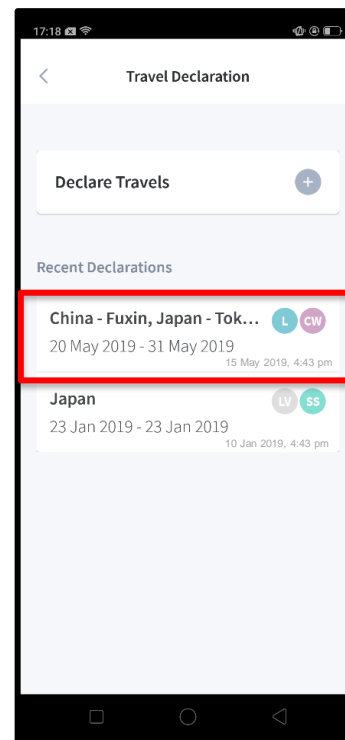 17:18
Travel Declaration
Declare Travels
Recent Declarations
China - Fuxin, Japan - Tok...
L CW
20 May 2019 - 31 May 2019
15 May 2019, 4:43 pm
Japan
LV SS
23 Jan 2019 - 23 Jan 2019
10 Jan 2019, 4:43 pm